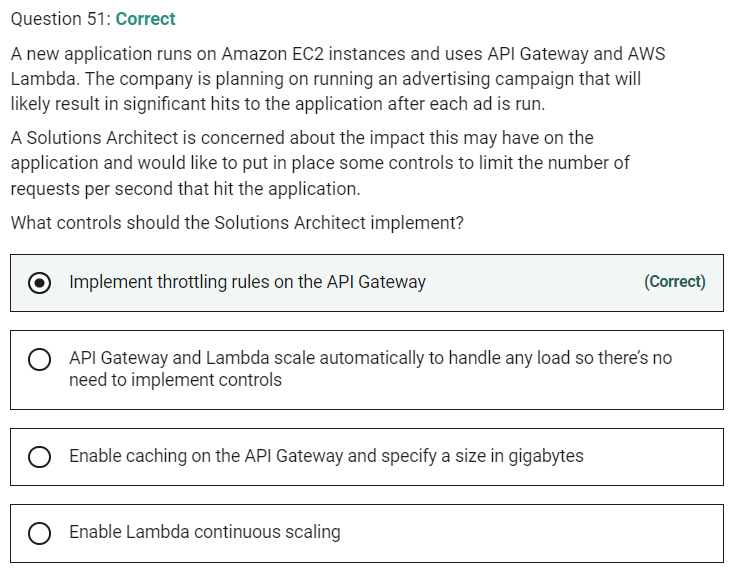 Question 51: Correct
A new application runs on Amazon EC2 instances and uses API Gateway and AWS
Lambda. The company is planning on running an advertising campaign that will
likely result in significant hits to the application after each ad is run.
A Solutions Architect is concerned about the impact this may have on the
application and would like to put in place some controls to limit the number of
requests per second that hit the application.
What controls should the Solutions Architect implement?
Implement throttling rules on the API Gateway (Correct)
API Gateway and Lambda scale automatically to handle any load so there's no
need to implement controls
Enable caching on the API Gateway and specify a size in gigabytes
Enable Lambda continuous scaling